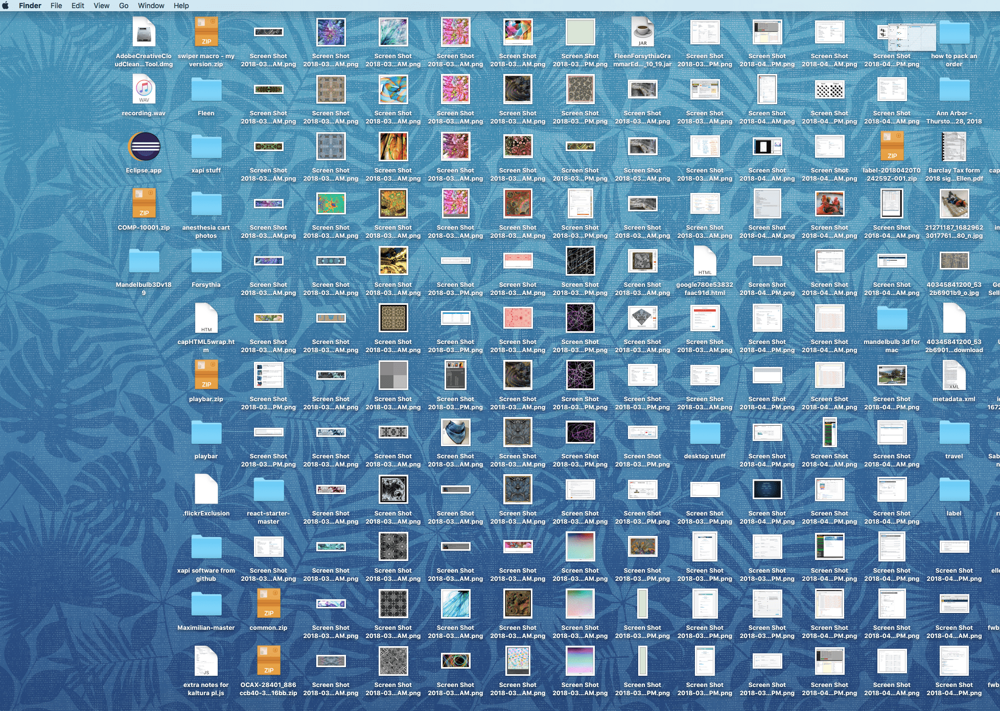 Finder File Edit View Go Window Help
ZIP
JAR
AdobeCreativeClo
udClean...Tool.dmg
swiper macro - my
version.zip
Screen Shot
2018-03...AM.png
Screen Shot
2018-03...AM.png
Screen Shot
2018-03...AM.png
Screen Shot
2018-03...AM.png
Screen Shot
2018-03...AM.png
Screen Shot
2018-03...PM.png
FleenForsythiaGra
mmarEd..._10_19.jar
Screen Shot
2018-03...PM.png
Screen Shot
2018-04...PM.png
Screen Shot
2018-04...AM.png
Screen Shot
2018-04...PM.png
how to pack an
order
WAV
recording.wav
Fleen
Screen Shot
2018-03...AM.png
Screen Shot
2018-03...AM.png
Screen Shot
2018-03...AM.png
Screen Shot
2018-03...AM.png
Screen Shot
2018-03...AM.png
Screen Shot
2018-03...PM.png
Screen Shot
2018-03...AM.png
Screen Shot
2018-03...AM.png
Screen Shot
2018-04...AM.png
Screen Shot
2018-04...PM.png
Screen Shot
2018-04...AM.png
Ann Arbor -
Thursto...28, 2018
ZIP
Eclipse.app
xapi stuff
Screen Shot
2018-03...AM.png
Screen Shot
2018-03...AM.png
Screen Shot
2018-03...AM.png
Screen Shot
2018-03...AM.png
Screen Shot
2018-03...AM.png
Screen Shot
2018-03...PM.png
Screen Shot
2018-03...AM.png
Screen Shot
2018-03...AM.png
Screen Shot
2018-04...AM.png
Screen Shot
2018-04...AM.png
label-20180420T0
24259Z-001.zip
Barclay Tax form
2018 sig...Ellen.pdf
cap
ZIP
COMP-10001.zip
anesthesia cart
photos
Screen Shot
2018-03...AM.png
Screen Shot
2018-03...AM.png
Screen Shot
2018-03...AM.png
Screen Shot
2018-03...AM.png
Screen Shot
2018-03...AM.png
Screen Shot
2018-03...PM.png
Screen Shot
2018-03...AM.png
Screen Shot
2018-03...AM.png
Screen Shot
2018-04...AM.png
Screen Shot
2018-04...AM.png
Screen Shot
2018-04...PM.png
21271187_1682962
3017761...80_n.jpg
HTML
Mandelbulb3Dv18
9
Forsythia
Screen Shot
2018-03...AM.png
Screen Shot
2018-03...AM.png
Screen Shot
2018-03...AM.png
Screen Shot
2018-03...PM.png
Screen Shot
2018-03...AM.png
Screen Shot
2018-03...PM.png
Screen Shot
2018-03...AM.png
google780e53832
faac91d.html
Screen Shot
2018-04...PM.png
Screen Shot
2018-04...AM.png
Screen Shot
2018-04...AM.png
40345841200_53
2b6901b9_o.jpg
Ge
Selli
HTM
capHTML5wrap.ht
m
Screen Shot
2018-03...AM.png
Screen Shot
2018-03...AM.png
Screen Shot
2018-03...AM.png
Screen Shot
2018-03...PM.png
Screen Shot
2018-03...AM.png
Screen Shot
2018-03...PM.png
Screen Shot
2018-03...AM.png
Screen Shot
2018-03...AM.png
Screen Shot
2018-04...PM.png
Screen Shot
2018-04...AM.png
mandelbulb 3d for
mac
40345841200_53
2b6901...download
ZIP
XML
playbar.zip
Screen Shot
2018-03...PM.png
Screen Shot
2018-03...AM.png
Screen Shot
2018-03...AM.png
Screen Shot
2018-03...PM.png
Screen Shot
2018-03...AM.png
Screen Shot
2018-03...PM.png
Screen Shot
2018-03...PM.png
Screen Shot
2018-03...AM.png
Screen Shot
2018-04...PM.png
Screen Shot
2018-04...AM.png
Screen Shot
2018-04...PM.png
metadata.xml
1672
playbar
Screen Shot
2018-03...PM.png
Screen Shot
2018-03...AM.png
Screen Shot
2018-03...AM.png
Screen Shot
2018-03...AM.png
Screen Shot
2018-03...AM.png
Screen Shot
2018-03...PM.png
Screen Shot
2018-03...PM.png
desktop stuff
Screen Shot
2018-04...PM.png
Screen Shot
2018-04...AM.png
Screen Shot
2018-04...AM.png
travel
Sab
.flickrExclusion
react-starter-
master
Screen Shot
2018-03...AM.png
Screen Shot
2018-03...AM.png
Screen Shot
2018-03...AM.png
Screen Shot
2018-03...AM.png
Screen Shot
2018-03...AM.png
Screen Shot
2018-03...PM.png
Screen Shot
2018-03...PM.png
Screen Shot
2018-04...PM.png
Screen Shot
2018-04...PM.png
Screen Shot
2018-04...PM.png
label
xapi software from
github
Screen Shot
2018-03...AM.png
Screen Shot
2018-03...AM.png
Screen Shot
2018-03...AM.png
Screen Shot
2018-03...AM.png
Screen Shot
2018-03...AM.png
Screen Shot
2018-03...AM.png
Screen Shot
2018-03...PM.png
Screen Shot
2018-03...PM.png
Screen Shot
2018-04...PM.png
Screen Shot
2018-04...PM.png
Screen Shot
2018-04...PM.png
Screen Shot
2018-04...PM.png
elle
ZIP
Maximilian-master
common.zip
Screen Shot
2018-03...AM.png
Screen Shot
2018-03...AM.png
Screen Shot
2018-03...AM.png
Screen Shot
2018-03...AM.png
Screen Shot
2018-03...AM.png
Screen Shot
2018-03...PM.png
Screen Shot
2018-03...PM.png
Screen Shot
2018-04...PM.png
Screen Shot
2018-04...PM.png
Screen Shot
2018-04...PM.png
Screen Shot
2018-04...AM.png
fwb
JS
ZIP
extra notes for
kaltura pl.js
OCAX-28401_886
ccb40-3...16bb.zip
Screen Shot
2018-03...AM.png
Screen Shot
2018-03...AM.png
Screen Shot
2018-03...AM.png
Screen Shot
2018-03...AM.png
Screen Shot
2018-03...AM.png
Screen Shot
2018-03...PM.png
Screen Shot
2018-03...PM.png
Screen Shot
2018-04...PM.png
Screen Shot
2018-04...PM.png
Screen Shot
2018-04...AM.png
Screen Shot
2018-04...PM.png
fwb